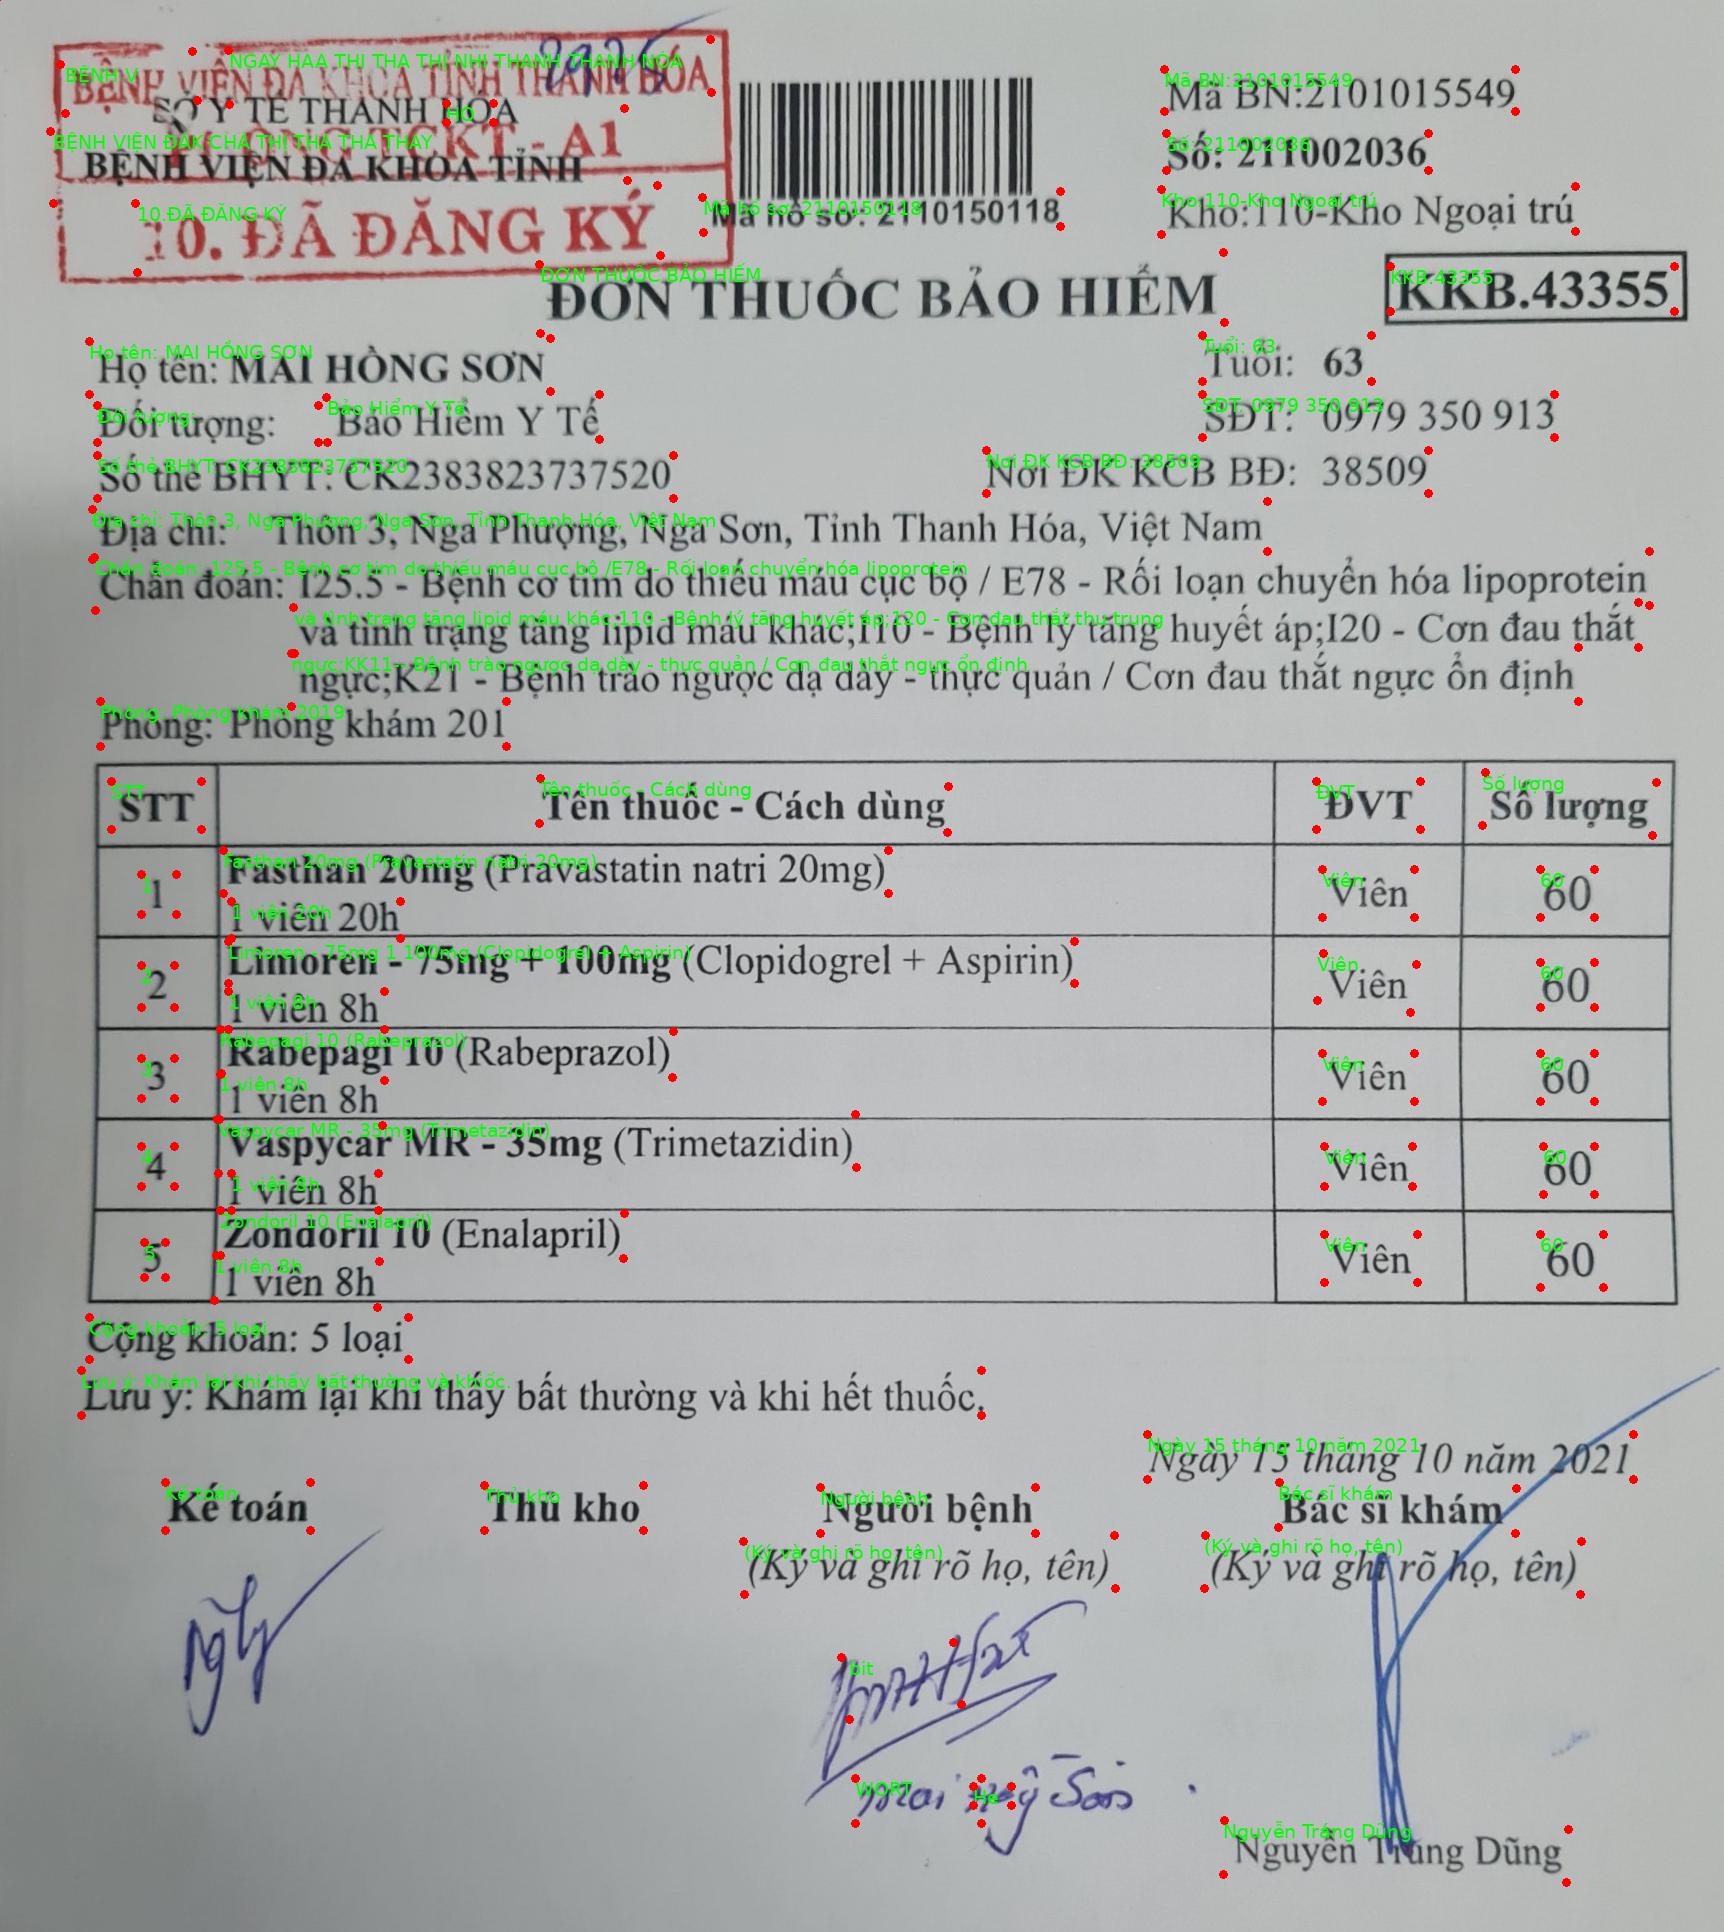 BỆNH VIỆN ĐA KHOA TỈNH THANH HÓA
SỞ Y TẾ THANH HÓA
PHÒNG TCKT - A1
BỆNH VIỆN ĐA KHOA TỈNH
10. ĐÃ ĐĂNG KÝ
Mã hồ sơ: 2110150118
Mã BN:2101015549
Số: 211002036
Kho:110-Kho Ngoại trú
ĐƠN THUỐC BẢO HIỂM
KKB.43355
Họ tên: MAI HỒNG SƠN Tuổi: 63
Đối tượng: Bảo Hiểm Y Tế SĐT: 0979 350 913
Số thẻ BHYT: CK2383823737520 Nơi ĐK KCB BĐ: 38509
Địa chỉ: Thôn 3, Nga Phượng, Nga Sơn, Tỉnh Thanh Hóa, Việt Nam
Chẩn đoán: I25.5 - Bệnh cơ tim do thiếu máu cục bộ / E78 - Rối loạn chuyển hóa lipoprotein
và tình trạng tăng lipid máu khác;I10 - Bệnh lý tăng huyết áp;I20 - Cơn đau thắt
ngực;K21 - Bệnh trào ngược dạ dày - thực quản / Cơn đau thắt ngực ổn định
Phòng: Phòng khám 201
STT Tên thuốc - Cách dùng ĐVT Số lượng
1 Fasthan 20mg (Pravastatin natri 20mg) Viên 60
1 viên 20h
2 Limoren - 75mg + 100mg (Clopidogrel + Aspirin) Viên 60
1 viên 8h
3 Rabepagi 10 (Rabeprazol) Viên 60
1 viên 8h
4 Vaspycar MR - 35mg (Trimetazidin) Viên 60
1 viên 8h
5 Zondoril 10 (Enalapril) Viên 60
1 viên 8h
Cộng khoản: 5 loại
Lưu ý: Khám lại khi thấy bất thường và khi hết thuốc.
Ngày 15 tháng 10 năm 2021
Kế toán Thủ kho Người bệnh Bác sĩ khám
(Ký và ghi rõ họ, tên) (Ký và ghi rõ họ, tên)
Nguyễn Trung Dũng